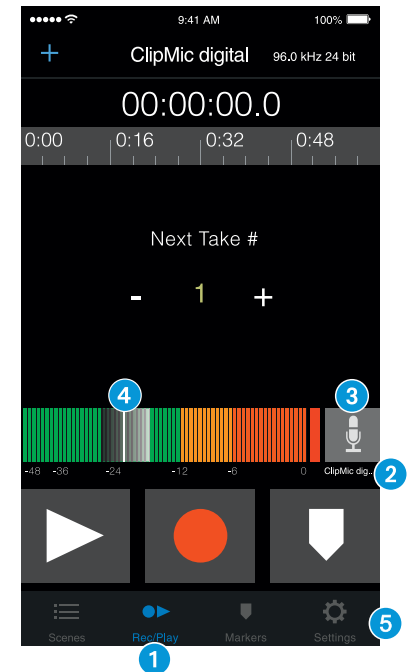 9:41 AM 100%
+ ClipMic digital 96.0 kHz 24 bit
00:00:00.0
0:00 0:16 0:32 0:48
Next Take #
- 1 +
4 3
-48 -36 -24 -12 -6 0 ClipMic dig... 2
Scenes Rec/Play Markers Settings 5
1